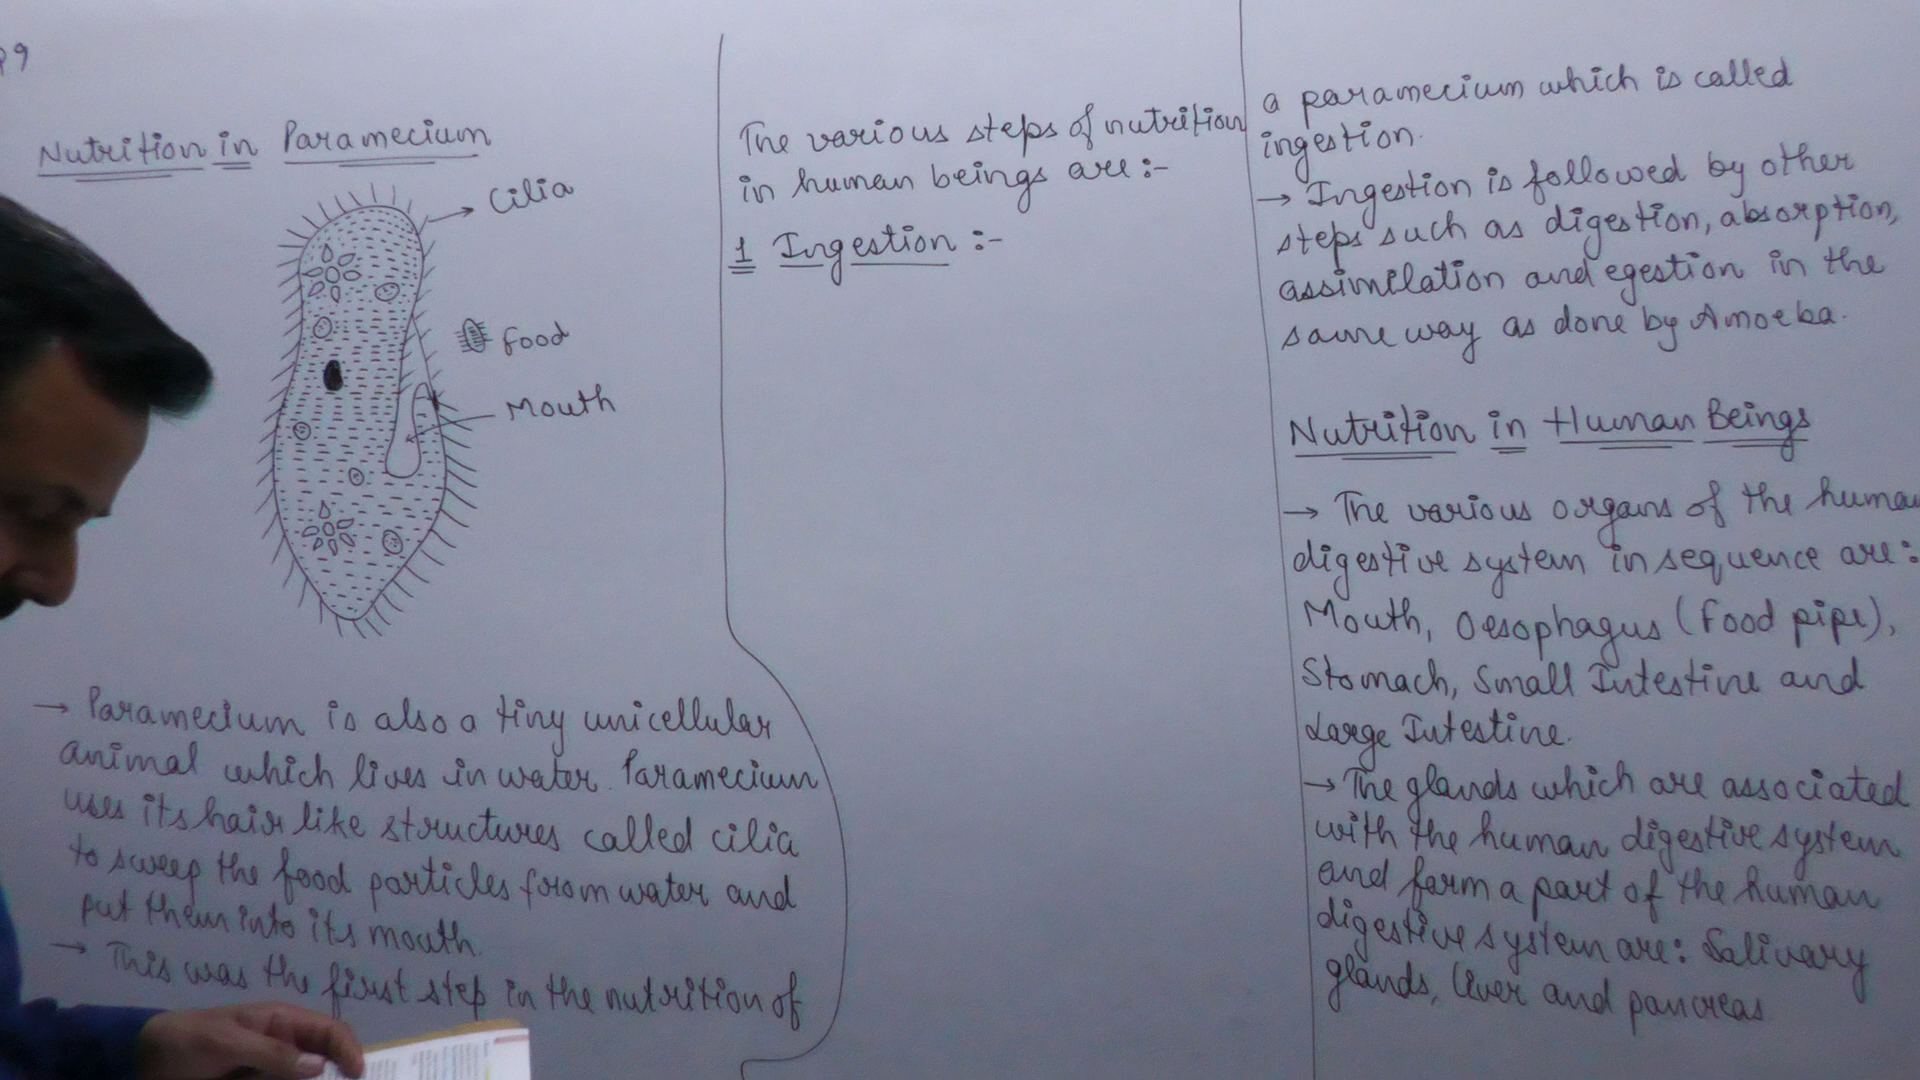 Nutrition in Paramecium
Cilia
food
Mouth
→ Paramecium is also a tiny unicellular
animal which lives in water. Paramecium
uses its hair like structures called cilia
to sweep the food particles from water and
put them into its mouth.
→ This was the first step in the nutrition of
a paramecium which is called
ingestion.
→ Ingestion is followed by other
steps such as digestion, absorption,
assimilation and egestion in the
same way as done by Amoeba.
Nutrition in Human Beings
→ The various organs of the human
digestive system in sequence are:
Mouth, Oesophagus (Food pipe),
Stomach, Small Intestine and
Large Intestine.
→ The glands which are associated
with the human digestive system
and form a part of the human
digestive system are: Salivary
glands, liver and pancreas
The various steps of nutrition
in human beings are :-
1 Ingestion :-